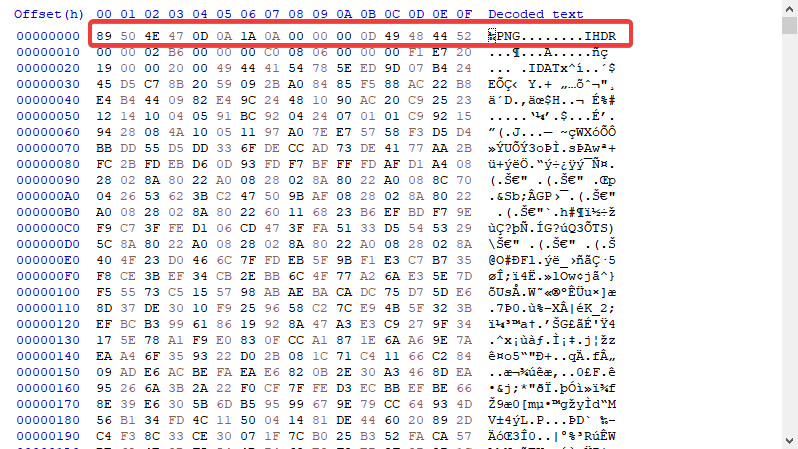 Offset(h) 00 01 02 03 04 05 06 07 08 09 0A 0B 0C 0D 0E 0F Decoded text
00000000 89 50 4E 47 0D 0A 1A 0A 00 00 00 0D 49 48 44 52 ‰PNG........IHDR
00000010 00 00 02 B6 00 00 00 C0 08 06 00 00 00 F1 E7 20 ...¶...À.....ñç
00000020 19 00 00 20 00 49 44 41 54 78 5E ED 9D 07 B4 24 ... .IDATx^í..´$
00000030 45 D5 C7 8B 20 59 09 2B A0 84 85 F5 88 AC 22 B8 EÕÇ‹ Y.+ „…õˆ¬"¸
00000040 E4 B4 44 09 82 E4 9C 24 48 10 90 AC 20 C9 25 23 ä´D.‚äœ$H..¬ É%#
00000050 12 14 10 04 05 91 BC 92 04 24 07 01 01 C9 92 15 .....‘¼’.$...É’.
00000060 94 28 08 4A 10 05 11 97 A0 7E E7 57 58 F3 D5 D4 ”(.J...— ~çWXóÕÔ
00000070 BB DD 55 D5 DD 33 6F DE CC AD 73 DE 41 77 AA 2B
00000080 FC 2B FD EB D6 0D 93 FD F7 BF FF FD AF D1 A4 08
00000090 28 02 8A 80 22 A0 08 28 02 8A 80 22 A0 08 8C 70 (.Š€" .(.Š€" .Œp
000000A0 04 26 53 62 3B C2 47 50 9B AF 08 28 02 8A 80 22 .&Sb;ÂGP›¯.(.Š€"
000000B0 A0 08 28 02 8A 80 22 60 11 68 23 B6 EF BD F7 9E .(.Š€"`.h#¶ï½÷ž
000000C0 F9 C7 3F FE D1 06 CD 47 3F FA 51 33 D5 54 53 29 ùÇ?þÑ.ÍG?úQ3ÕTS)
000000D0 5C 8A 80 22 A0 08 28 02 8A 80 22 A0 08 28 02 8A \Š€" .(.Š€" .(.Š
000000E0 40 4F 23 D0 46 6C 7F FD EB 5F 9B F1 E3 C7 B7 35 @O#ÐFl.ýë_›ñãÇ·5
000000F0 F8 CE 3B EF 34 CB 2E BB 6C 4F 77 A2 6A E3 5E 7D øÎ;ï4Ë.»lOw¢jã^}
00000100 F5 55 73 C5 15 57 98 AB AE BA CA DC 75 D7 5D E6 õUsÅ.W˜«®ºÊÜu×]æ
00000110 8D 37 DE 30 10 F9 25 96 58 C2 7C E9 4B 5F 32 3B .7Þ0.ù%–XÂ|éK_2;
00000120 EF BC B3 99 61 86 19 92 8A 47 A3 E3 C9 27 9F 34 ï¼³™a†.’ŠG£ãÉ'Ÿ4
00000130 17 5E 78 A1 F9 E0 83 0F CC A1 87 1E 6A A6 9E 7A .^x¡ùàƒ.Ì¡‡.j¦žz
00000140 EA A4 6F 35 93 22 D0 2B 08 1C 71 C4 11 66 C2 84 ê¤o5“"Ð+..qÄ.fÂ„
00000150 09 AD E6 AC BE FA EA E6 82 0B 2E 30 A3 46 8D EA
00000160 95 26 6A 3B 2A 22 F0 CF 7F FE D3 EC BB EF BE 66 •&j;*"ðÏ.þÓì»ï¾f
00000170 8E 39 E6 30 5B 6D B5 95 99 67 9E 79 CC 64 93 4D Ž9æ0[mµ•™gžyÌd“M
00000180 56 B1 34 FD 4C 11 50 04 14 81 DE 44 60 20 89 2D V±4ýL.P...ÞD` ‰-
00000190 C4 F3 8C 33 CE 30 07 1F 7C B0 25 B3 52 FA CA 57 ÄóŒ3Î0..|°%³RúÊW